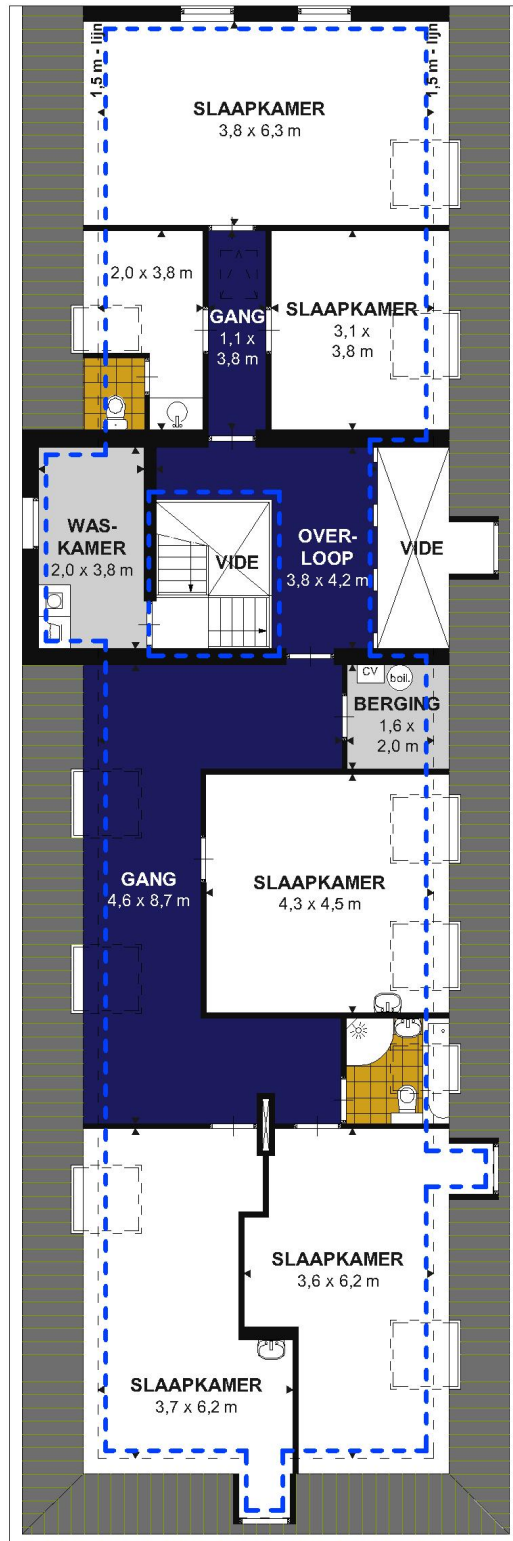 1,5 m - lijn
1,5 m - lijn
SLAAPKAMER
3,8 x 6,3 m
2,0 x 3,8 m
GANG
1,1 x
3,8 m
SLAAPKAMER
3,1 x
3,8 m
WAS-
KAMER
2,0 x 3,8 m
VIDE
OVER-
LOOP
3,8 x 4,2 m
VIDE
CV
boil.
BERGING
1,6 x
2,0 m
GANG
4,6 x 8,7 m
SLAAPKAMER
4,3 x 4,5 m
SLAAPKAMER
3,6 x 6,2 m
SLAAPKAMER
3,7 x 6,2 m